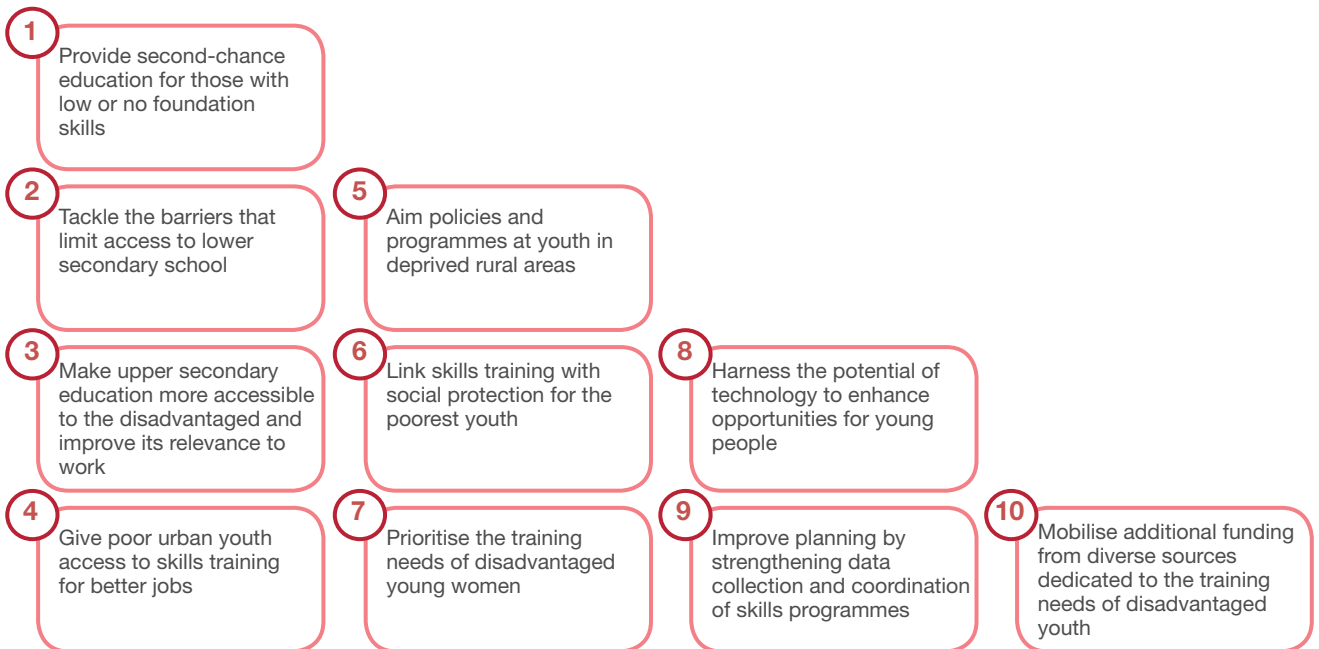 1
Provide second-chance
education for those with
low or no foundation
skills
2
Tackle the barriers that
limit access to lower
secondary school
3
Make upper secondary
education more accessible
to the disadvantaged and
improve its relevance to
work
4
Give poor urban youth
access to skills training
for better jobs
5
Aim policies and
programmes at youth in
deprived rural areas
6
Link skills training with
social protection for the
poorest youth
7
Prioritise the training
needs of disadvantaged
young women
8
Harness the potential of
technology to enhance
opportunities for young
people
9
Improve planning by
strengthening data
collection and coordination
of skills programmes
10
Mobilise additional funding
from diverse sources
dedicated to the training
needs of disadvantaged
youth